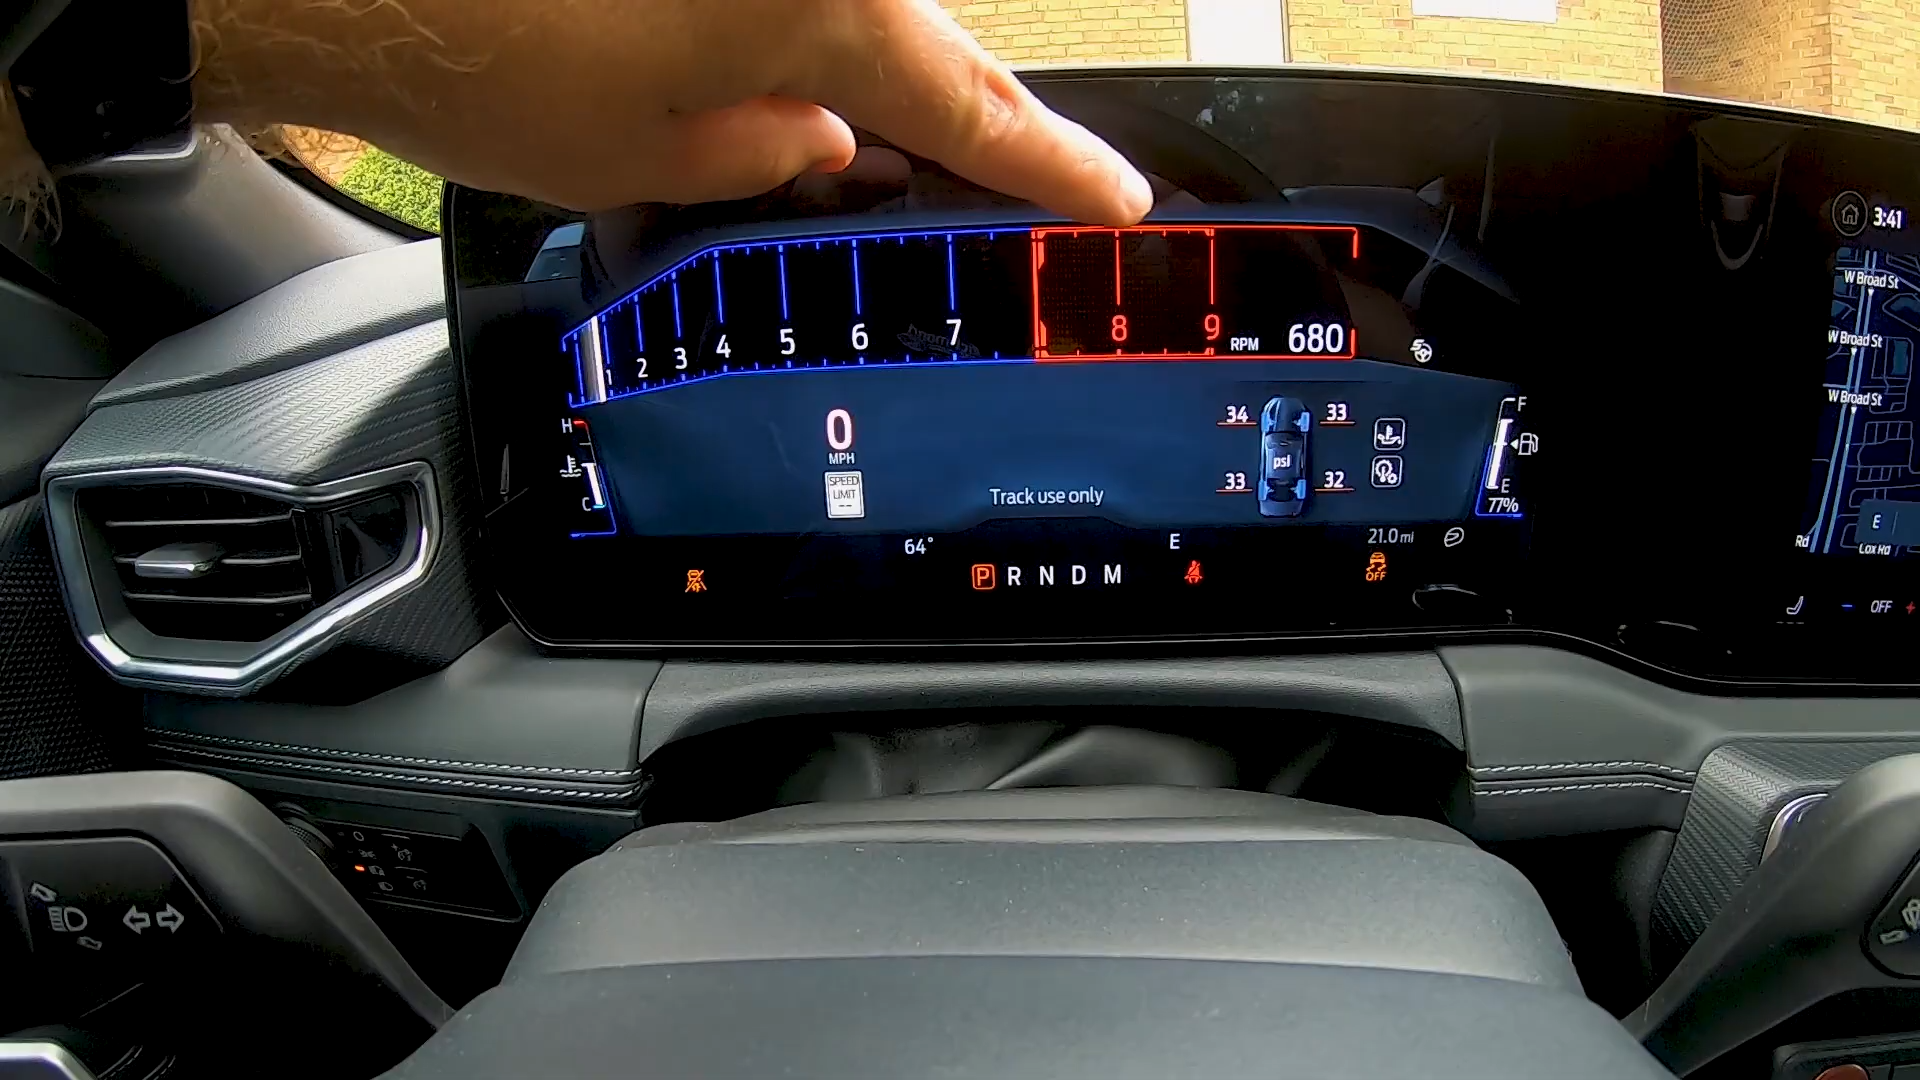 3:41
W Broad St
1 2 3 4 5 6 7 8 9 RPM 680
W Broad St
W Broad St
H
C
0
MPH
SPEED
LIMIT
--
Track use only
34 33
psi
33 32
F
E
77%
64°
E
21.0 mi
P R N D M
OFF
E
Rd
Cox Rd
- OFF +